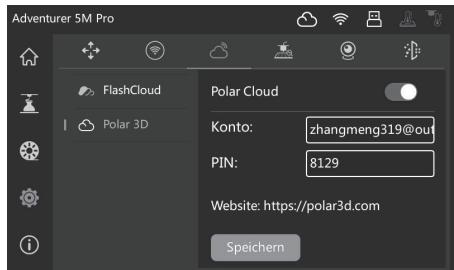 Adventurer 5M Pro
FlashCloud
Polar 3D
Polar Cloud
Konto: zhangmeng319@out
PIN: 8129
Website: https://polar3d.com
Speichern